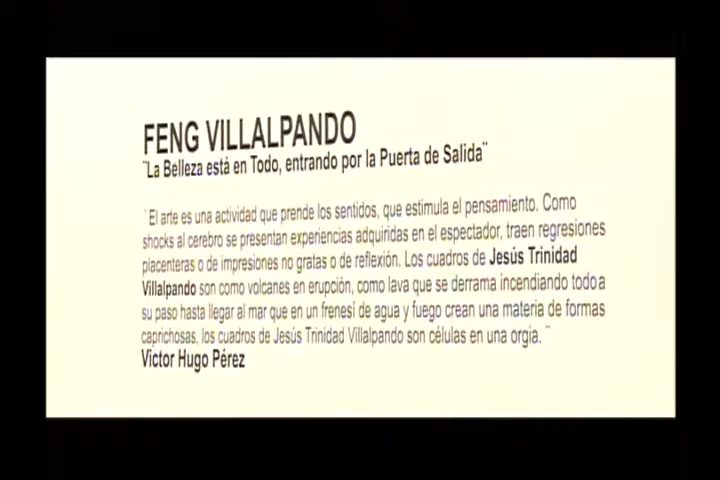 FENG VILLALPANDO
¨La Belleza está en Todo, entrando por la Puerta de Salida¨
¨El arte es una actividad que prende los sentidos, que estimula el pensamiento. Como
shocks al cerebro se presentan experiencias adquiridas en el espectador, traen regresiones
placenteras o de impresiones no gratas o de reflexión. Los cuadros de Jesús Trinidad
Villalpando son como volcanes en erupción, como lava que se derrama incendiando todo a
su paso hasta llegar al mar que en un frenesi de agua y fuego crean una materia de formas
caprichosas, los cuadros de Jesús Trinidad Villalpando son células en una orgia. ¨
Victor Hugo Pérez